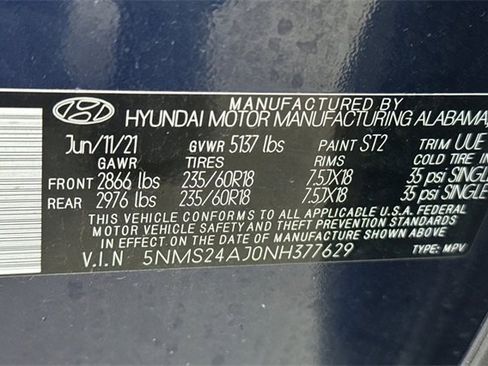 MANUFACTURED BY
HYUNDAI MOTOR MANUFACTURING ALABAMA,
Jun/11/21 GVWR 5137 lbs PAINT ST2 TRIM UUE
GAWR TIRES RIMS COLD TIRE
FRONT 2866 lbs 235/60R18 7.5JX18 35 psi SINGLE
REAR 2976 lbs 235/60R18 7.5JX18 35 psi SINGLE
THIS VEHICLE CONFORMS TO ALL APPLICABLE U.S.A. FEDERAL
MOTOR VEHICLE SAFETY AND THEFT PREVENTION STANDARDS
IN EFFECT ON THE DATE OF MANUFACTURE SHOWN ABOVE
V.I.N 5NMS24AJ0NH377629 TYPE: MPV